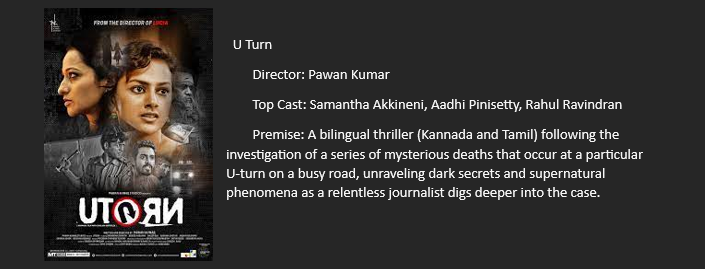 FROM THE DIRECTOR OF LUCIA
UTURN
U Turn
Director: Pawan Kumar
Top Cast: Samantha Akkineni, Aadhi Pinisetty, Rahul Ravindran
Premise: A bilingual thriller (Kannada and Tamil) following the
investigation of a series of mysterious deaths that occur at a particular
U-turn on a busy road, unraveling dark secrets and supernatural
phenomena as a relentless journalist digs deeper into the case.